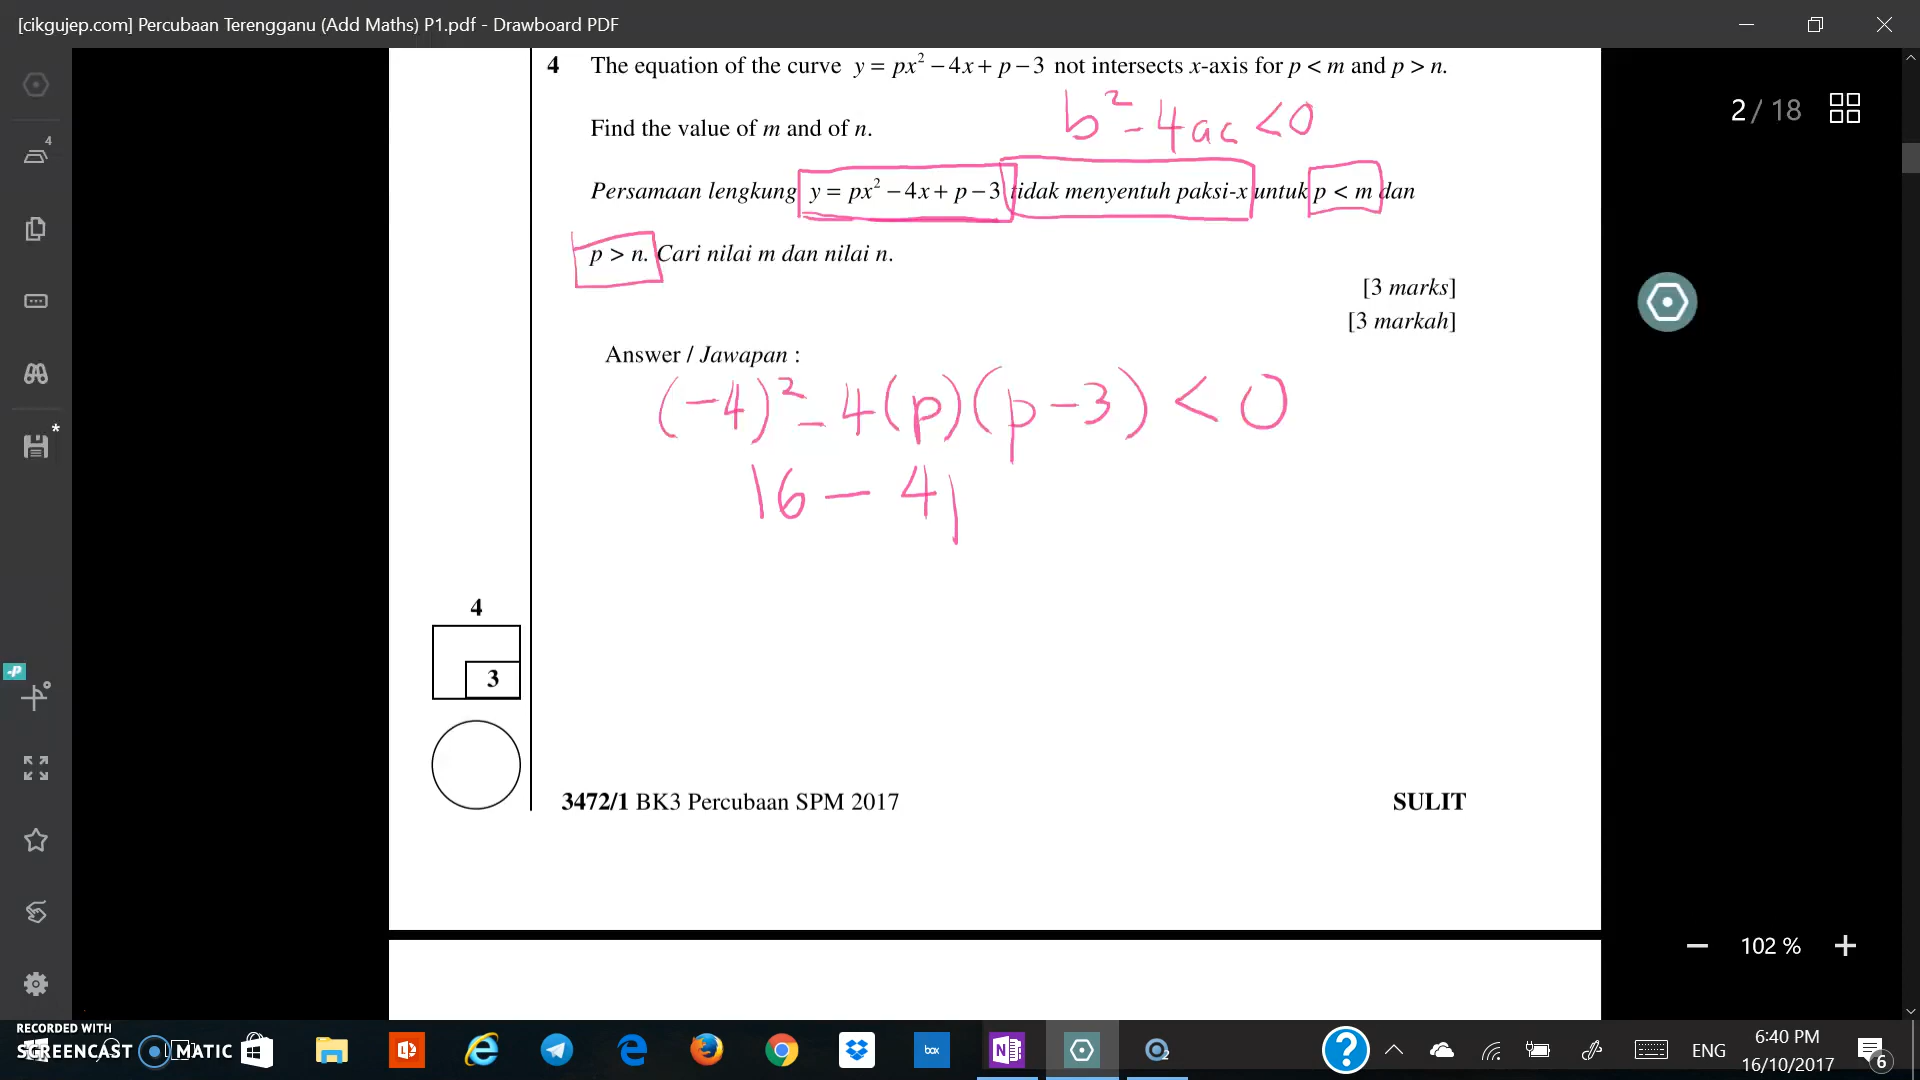 [cikgujep.com] Percubaan Terengganu (Add Maths) P1.pdf - Drawboard PDF
4 The equation of the curve y = px² − 4x + p − 3 not intersects x-axis for p < m and p > n.
b² − 4ac < 0
Find the value of m and of n.
Persamaan lengkung y = px² − 4x + p − 3 tidak menyentuh paksi-x untuk p < m dan
p > n. Cari nilai m dan nilai n.
[3 marks]
[3 markah]
Answer / Jawapan :
(−4)² − 4(p)(p−3) < 0
16 − 4
4
3
3472/1 BK3 Percubaan SPM 2017 SULIT
2 / 18
4
102 %
RECORDED WITH
SCREENCAST MATIC
box
ENG
6:40 PM
16/10/2017
6